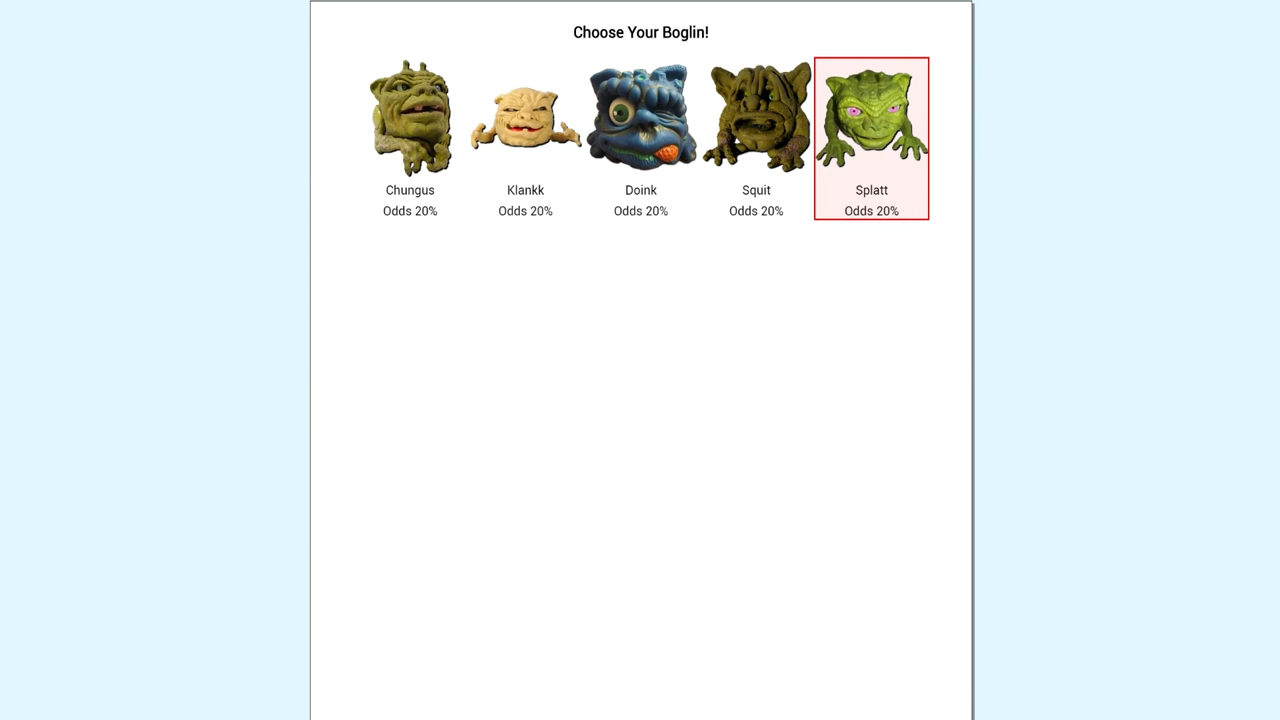 Choose Your Boglin!
Chungus
Odds 20%
Klankk
Odds 20%
Doink
Odds 20%
Squit
Odds 20%
Splatt
Odds 20%